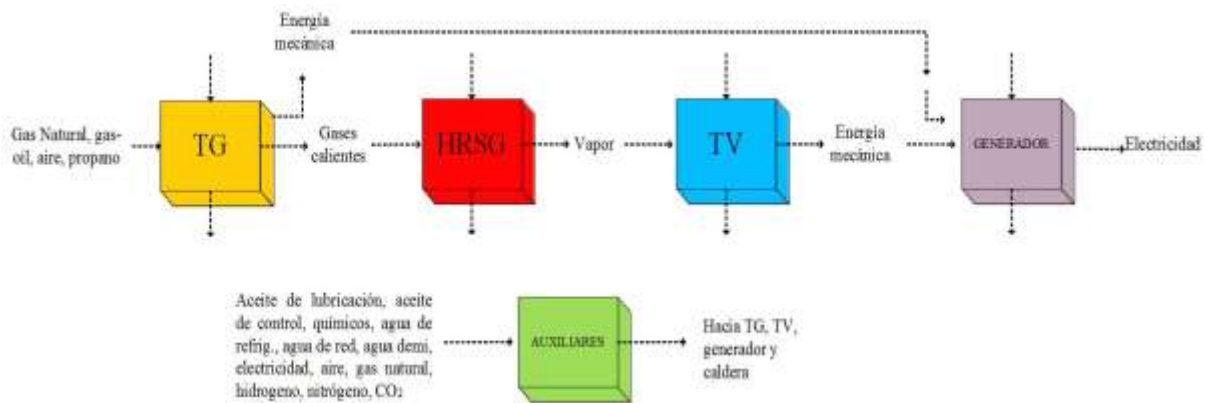 Energía
mecánica
Gas Natural, gas-
oil, aire, propano
TG
Gases
calientes
HRSG
Vapor
TV
Energía
mecánica
GENERADOR
Electricidad
Aceite de lubricación, aceite
de control, químicos, agua de
refrig., agua de red, agua demi,
electricidad, aire, gas natural,
hidrogeno, nitrógeno, CO2
AUXILIARES
Hacia TG, TV,
generador y
caldera